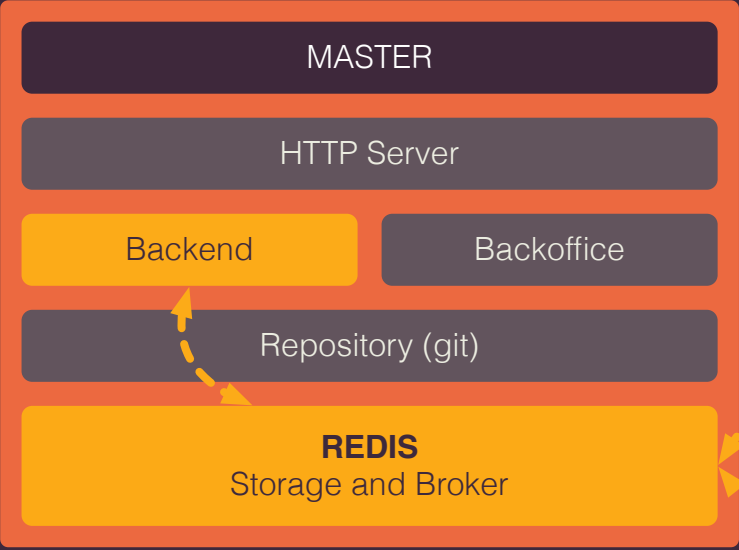 MASTER
HTTP Server
Backend
Backoffice
Repository (git)
REDIS
Storage and Broker